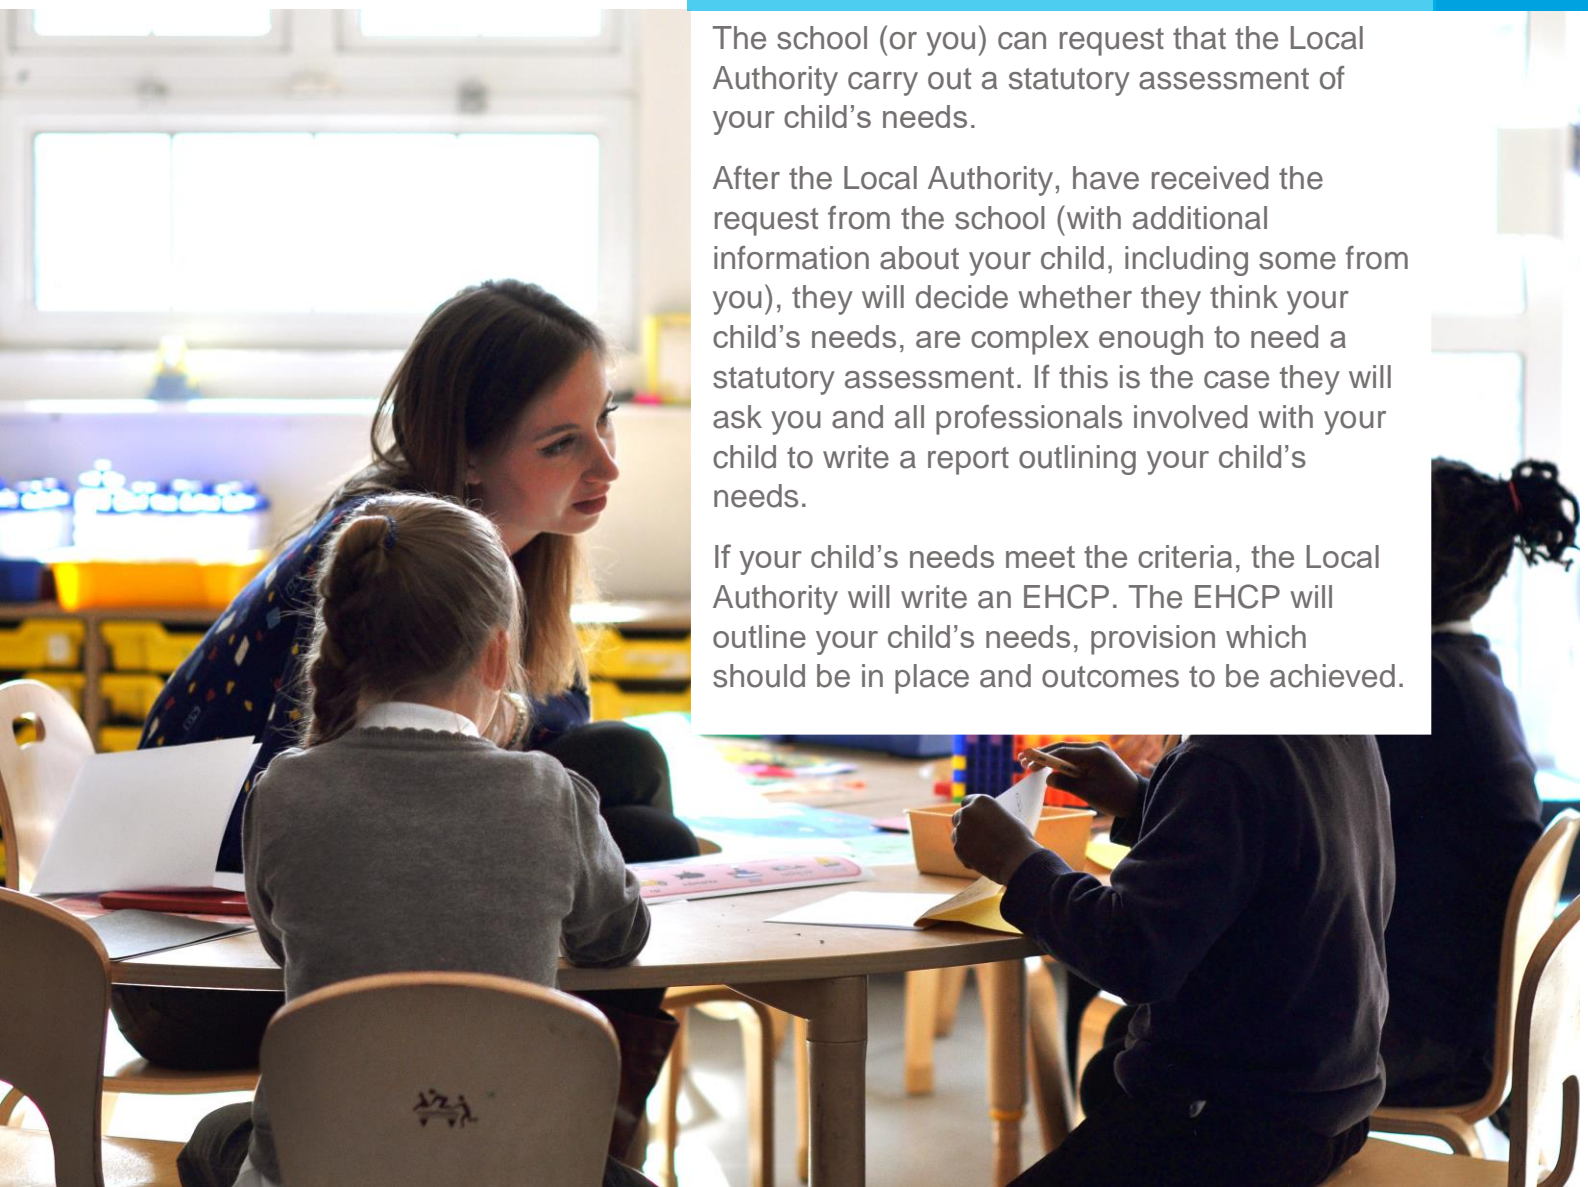 The school (or you) can request that the Local
Authority carry out a statutory assessment of
your child’s needs.
After the Local Authority, have received the
request from the school (with additional
information about your child, including some from
you), they will decide whether they think your
child’s needs, are complex enough to need a
statutory assessment. If this is the case they will
ask you and all professionals involved with your
child to write a report outlining your child’s
needs.
If your child’s needs meet the criteria, the Local
Authority will write an EHCP. The EHCP will
outline your child’s needs, provision which
should be in place and outcomes to be achieved.